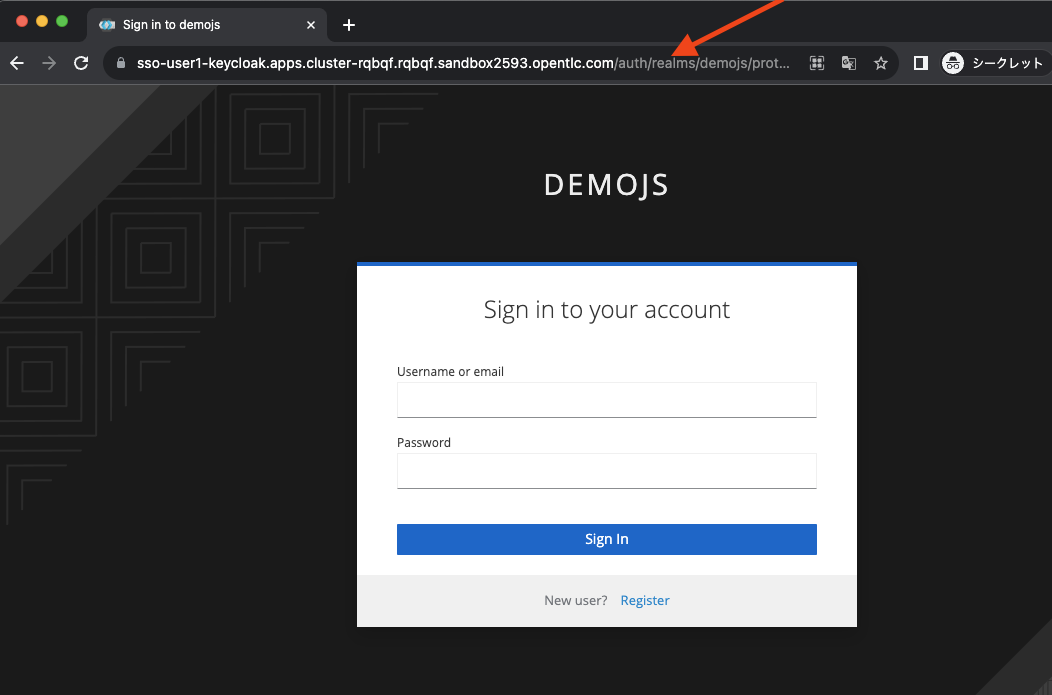 Sign in to demojs
sso-user1-keycloak.apps.cluster-rqbqf.rqbqf.sandbox2593.opentlc.com/auth/realms/demojs/prot...
シークレット
DEMOJS
Sign in to your account
Username or email
Password
Sign In
New user? Register